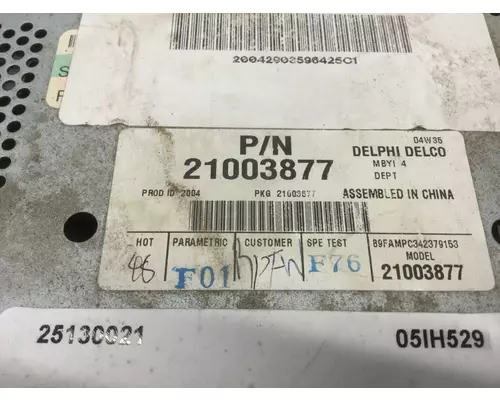 2004290359642501
S
F
P/N
21003877
04W35
DELPHI DELCO
MBYI 4
DEPT
PROD ID 2004 PKG 21003877 ASSEMBLED IN CHINA
HOT PARAMETRIC CUSTOMER SPE TEST B9FAMPC342379153
MODEL
F01 F76 21003877
25130021 05IH529